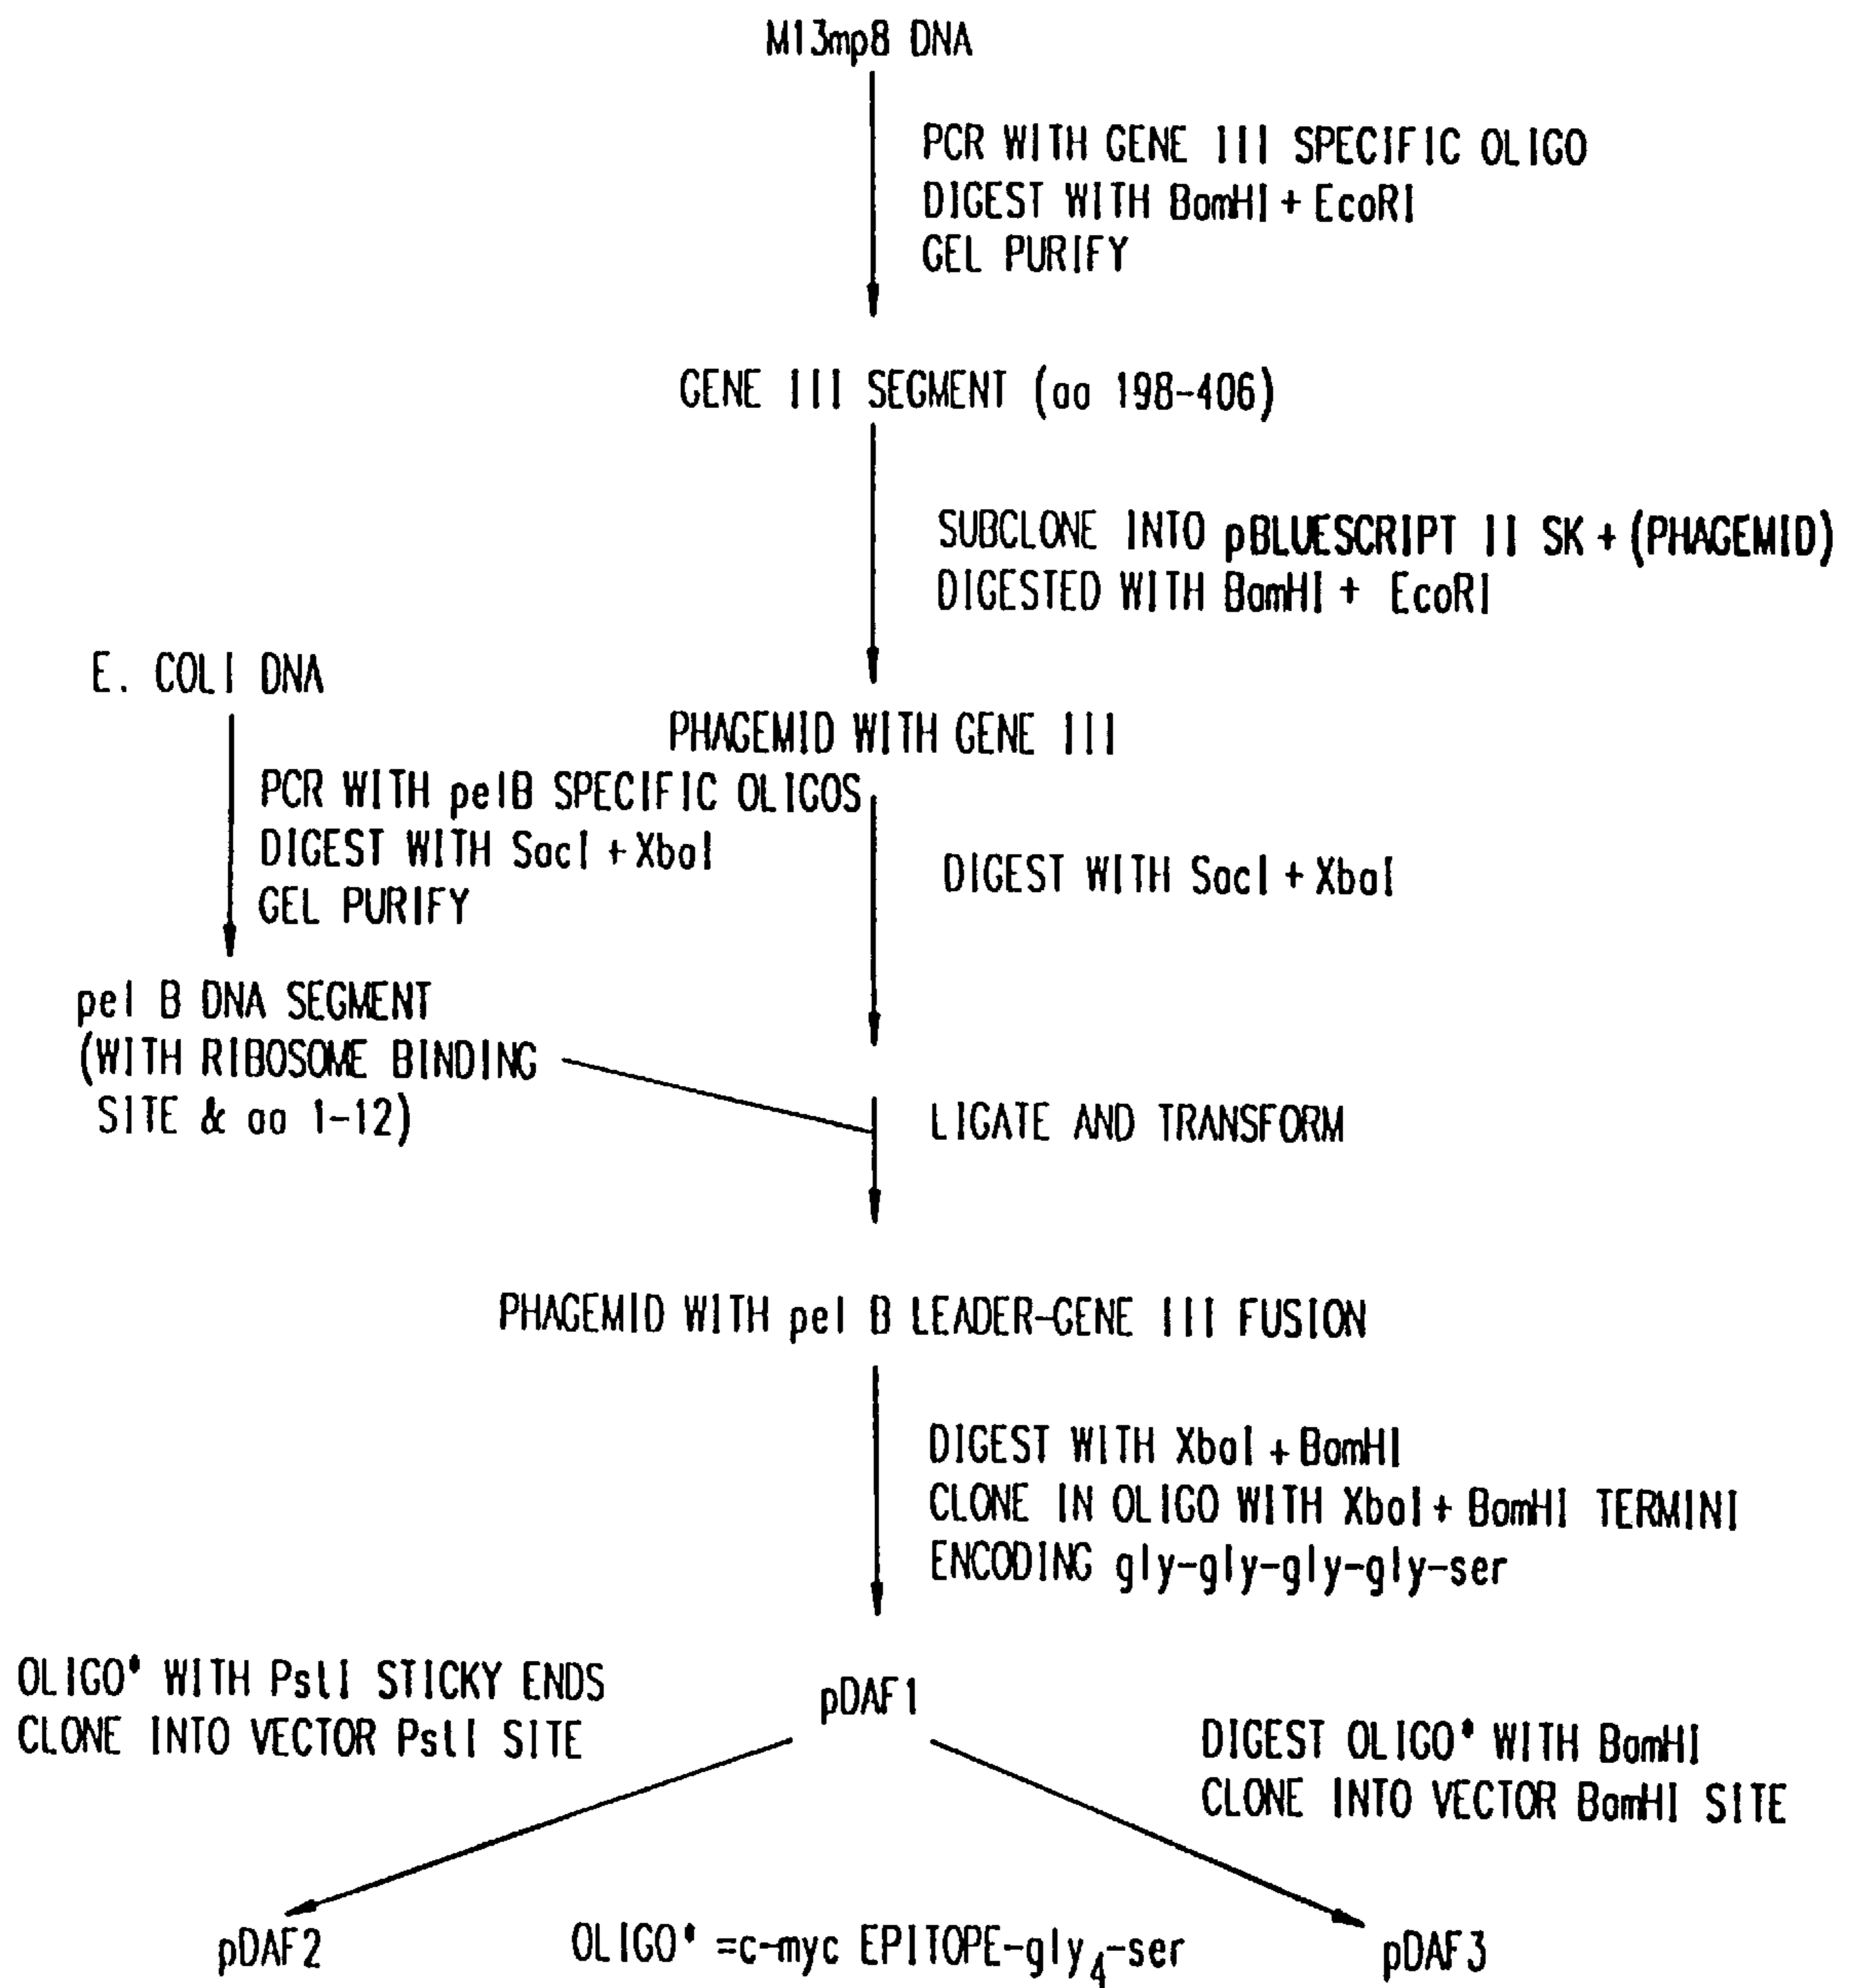 M13mp8 DNA
PCR WITH GENE III SPECIFIC OLIGO
DIGEST WITH BamHI + EcoRI
GEL PURIFY
GENE III SEGMENT (aa 198-406)
SUBCLONE INTO pBLUESCRIPT II SK + (PHAGEMID)
DIGESTED WITH BamHI + EcoRI
E. COLI DNA
PHAGEMID WITH GENE III
PCR WITH pelB SPECIFIC OLIGOS
DIGEST WITH SacI + XbaI
GEL PURIFY
DIGEST WITH SacI + XbaI
pel B DNA SEGMENT
(WITH RIBOSOME BINDING
SITE & aa 1-12)
LIGATE AND TRANSFORM
PHAGEMID WITH pel B LEADER-GENE III FUSION
DIGEST WITH XbaI + BamHI
CLONE IN OLIGO WITH XbaI + BamHI TERMINI
ENCODING gly-gly-gly-gly-ser
OLIGO* WITH PstI STICKY ENDS
CLONE INTO VECTOR PstI SITE
pDAF1
DIGEST OLIGO* WITH BamHI
CLONE INTO VECTOR BamHI SITE
pDAF2
OLIGO* =c-myc EPITOPE-gly₄-ser
pDAF3